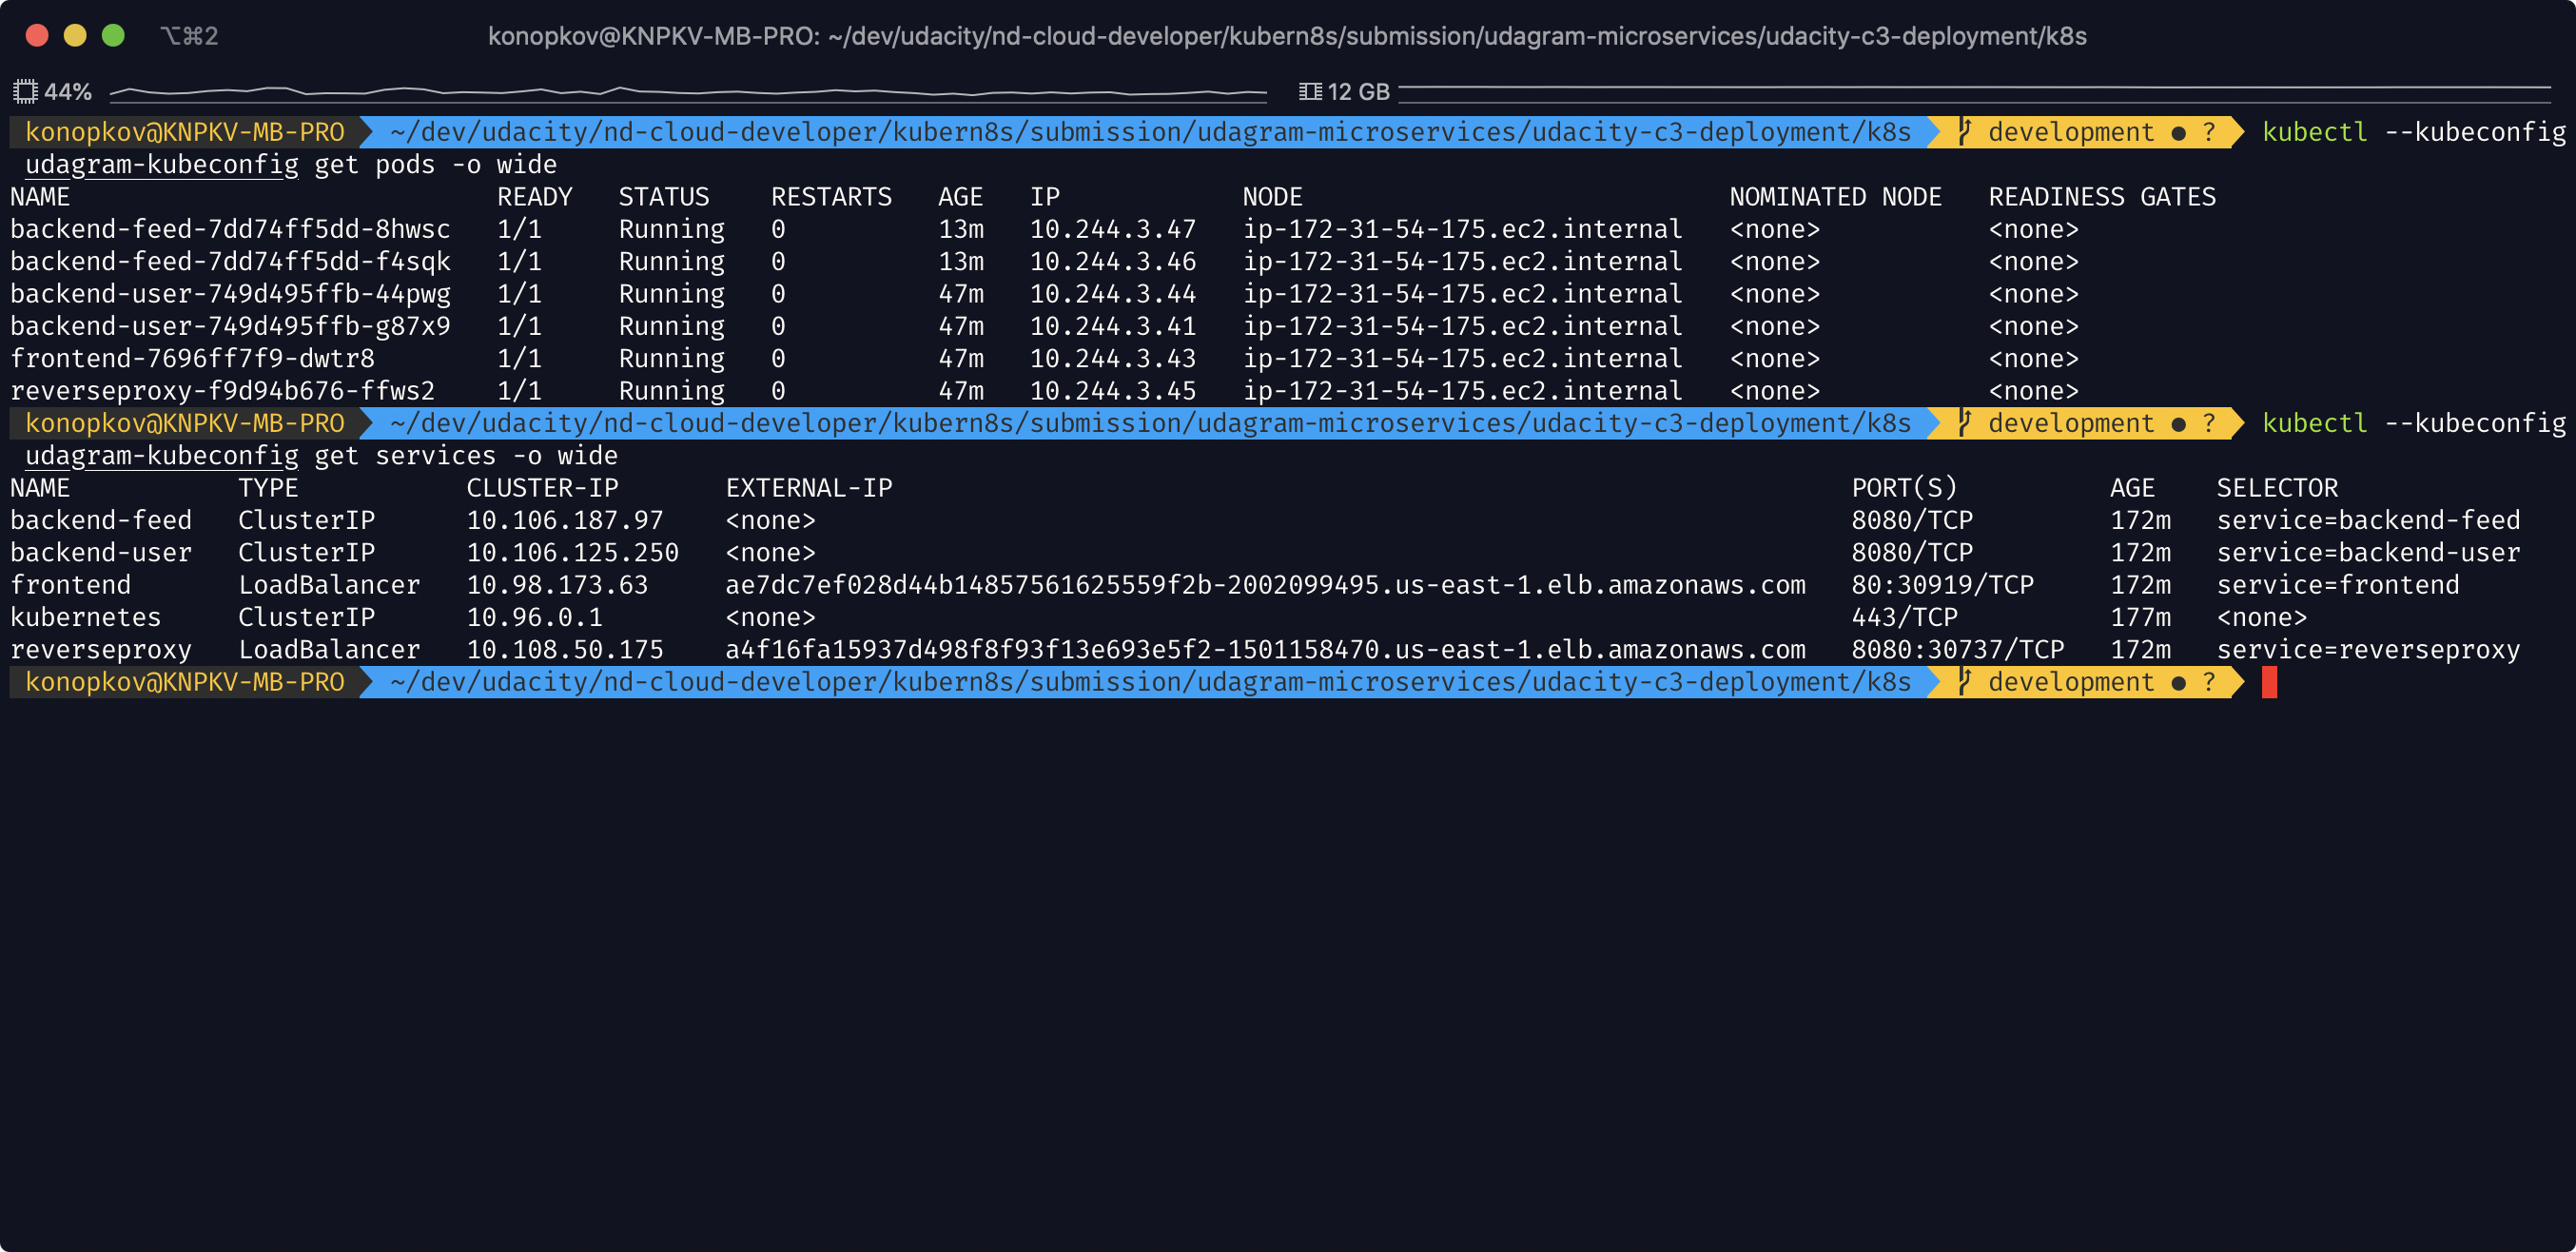 ⌥⌘2 konopkov@KNPKV-MB-PRO: ~/dev/udacity/nd-cloud-developer/kubern8s/submission/udagram-microservices/udacity-c3-deployment/k8s
44% 12 GB
konopkov@KNPKV-MB-PRO ~/dev/udacity/nd-cloud-developer/kubern8s/submission/udagram-microservices/udacity-c3-deployment/k8s development ● ? kubectl --kubeconfig
udagram-kubeconfig get pods -o wide
NAME READY STATUS RESTARTS AGE IP NODE NOMINATED NODE READINESS GATES
backend-feed-7dd74ff5dd-8hwsc 1/1 Running 0 13m 10.244.3.47 ip-172-31-54-175.ec2.internal <none> <none>
backend-feed-7dd74ff5dd-f4sqk 1/1 Running 0 13m 10.244.3.46 ip-172-31-54-175.ec2.internal <none> <none>
backend-user-749d495ffb-44pwg 1/1 Running 0 47m 10.244.3.44 ip-172-31-54-175.ec2.internal <none> <none>
backend-user-749d495ffb-g87x9 1/1 Running 0 47m 10.244.3.41 ip-172-31-54-175.ec2.internal <none> <none>
frontend-7696ff7f9-dwtr8 1/1 Running 0 47m 10.244.3.43 ip-172-31-54-175.ec2.internal <none> <none>
reverseproxy-f9d94b676-ffws2 1/1 Running 0 47m 10.244.3.45 ip-172-31-54-175.ec2.internal <none> <none>
konopkov@KNPKV-MB-PRO ~/dev/udacity/nd-cloud-developer/kubern8s/submission/udagram-microservices/udacity-c3-deployment/k8s development ● ? kubectl --kubeconfig
udagram-kubeconfig get services -o wide
NAME TYPE CLUSTER-IP EXTERNAL-IP PORT(S) AGE SELECTOR
backend-feed ClusterIP 10.106.187.97 <none> 8080/TCP 172m service=backend-feed
backend-user ClusterIP 10.106.125.250 <none> 8080/TCP 172m service=backend-user
frontend LoadBalancer 10.98.173.63 ae7dc7ef028d44b14857561625559f2b-2002099495.us-east-1.elb.amazonaws.com 80:30919/TCP 172m service=frontend
kubernetes ClusterIP 10.96.0.1 <none> 443/TCP 177m <none>
reverseproxy LoadBalancer 10.108.50.175 a4f16fa15937d498f8f93f13e693e5f2-1501158470.us-east-1.elb.amazonaws.com 8080:30737/TCP 172m service=reverseproxy
konopkov@KNPKV-MB-PRO ~/dev/udacity/nd-cloud-developer/kubern8s/submission/udagram-microservices/udacity-c3-deployment/k8s development ● ?